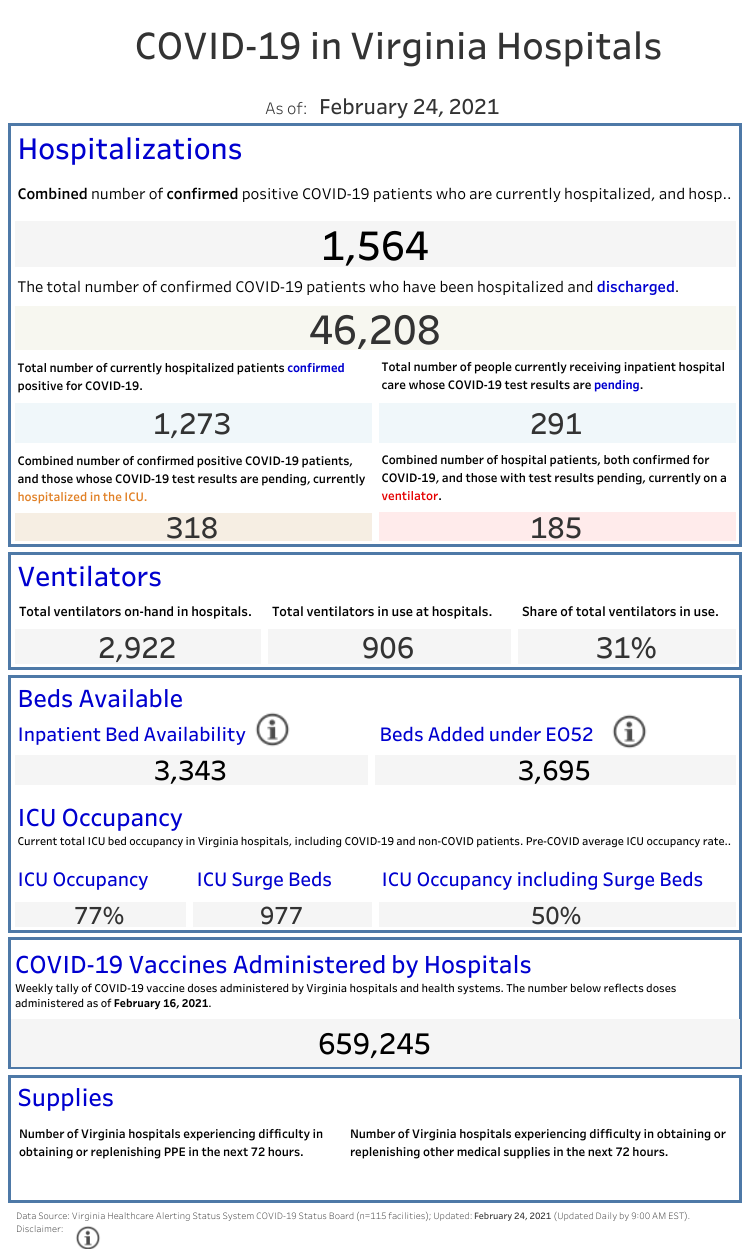 COVID-19 in Virginia Hospitals
As of: February 24, 2021
Hospitalizations
Combined number of confirmed positive COVID-19 patients who are currently hospitalized, and hosp..
1,564
The total number of confirmed COVID-19 patients who have been hospitalized and discharged.
46,208
Total number of currently hospitalized patients confirmed
positive for COVID-19.
1,273
Total number of people currently receiving inpatient hospital
care whose COVID-19 test results are pending.
291
Combined number of confirmed positive COVID-19 patients,
and those whose COVID-19 test results are pending, currently
hospitalized in the ICU.
318
Combined number of hospital patients, both confirmed for
COVID-19, and those with test results pending, currently on a
ventilator.
185
Ventilators
Total ventilators on-hand in hospitals.
2,922
Total ventilators in use at hospitals.
906
Share of total ventilators in use.
31%
Beds Available
Inpatient Bed Availability
3,343
Beds Added under EO52
3,695
ICU Occupancy
Current total ICU bed occupancy in Virginia hospitals, including COVID-19 and non-COVID patients. Pre-COVID average ICU occupancy rate..
ICU Occupancy
77%
ICU Surge Beds
977
ICU Occupancy including Surge Beds
50%
COVID-19 Vaccines Administered by Hospitals
Weekly tally of COVID-19 vaccine doses administered by Virginia hospitals and health systems. The number below reflects doses
administered as of February 16, 2021.
659,245
Supplies
Number of Virginia hospitals experiencing difficulty in
obtaining or replenishing PPE in the next 72 hours.
Number of Virginia hospitals experiencing difficulty in obtaining or
replenishing other medical supplies in the next 72 hours.
Data Source: Virginia Healthcare Alerting Status System COVID-19 Status Board (n=115 facilities); Updated: February 24, 2021 (Updated Daily by 9:00 AM EST).
Disclaimer: